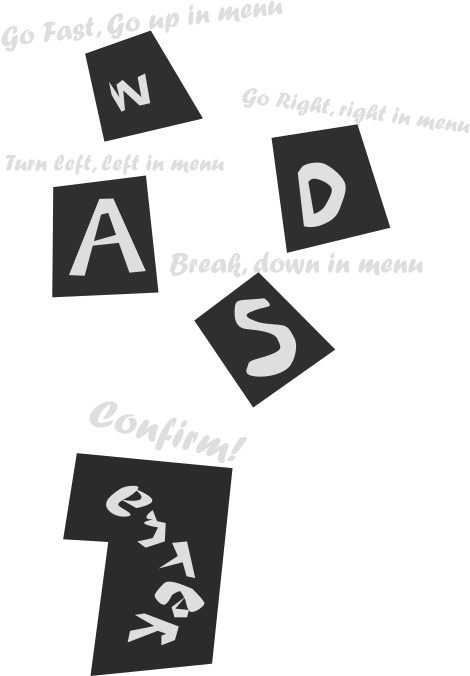 Go Fast, Go up in menu
W
Go Right, right in menu
D
Turn left, left in menu
A
Break, down in menu
S
Confirm!
enter